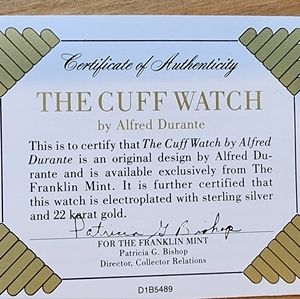 Certificate of Authenticity
THE CUFF WATCH
by Alfred Durante
This is to certify that The Cuff Watch by Alfred
Durante is an original design by Alfred Du-
rante and is available exclusively from The
Franklin Mint. It is further certified that
this watch is electroplated with sterling silver
and 22 karat gold.
Patricia G Bishop
FOR THE FRANKLIN MINT
Patricia G. Bishop
Director, Collector Relations
D1B5489